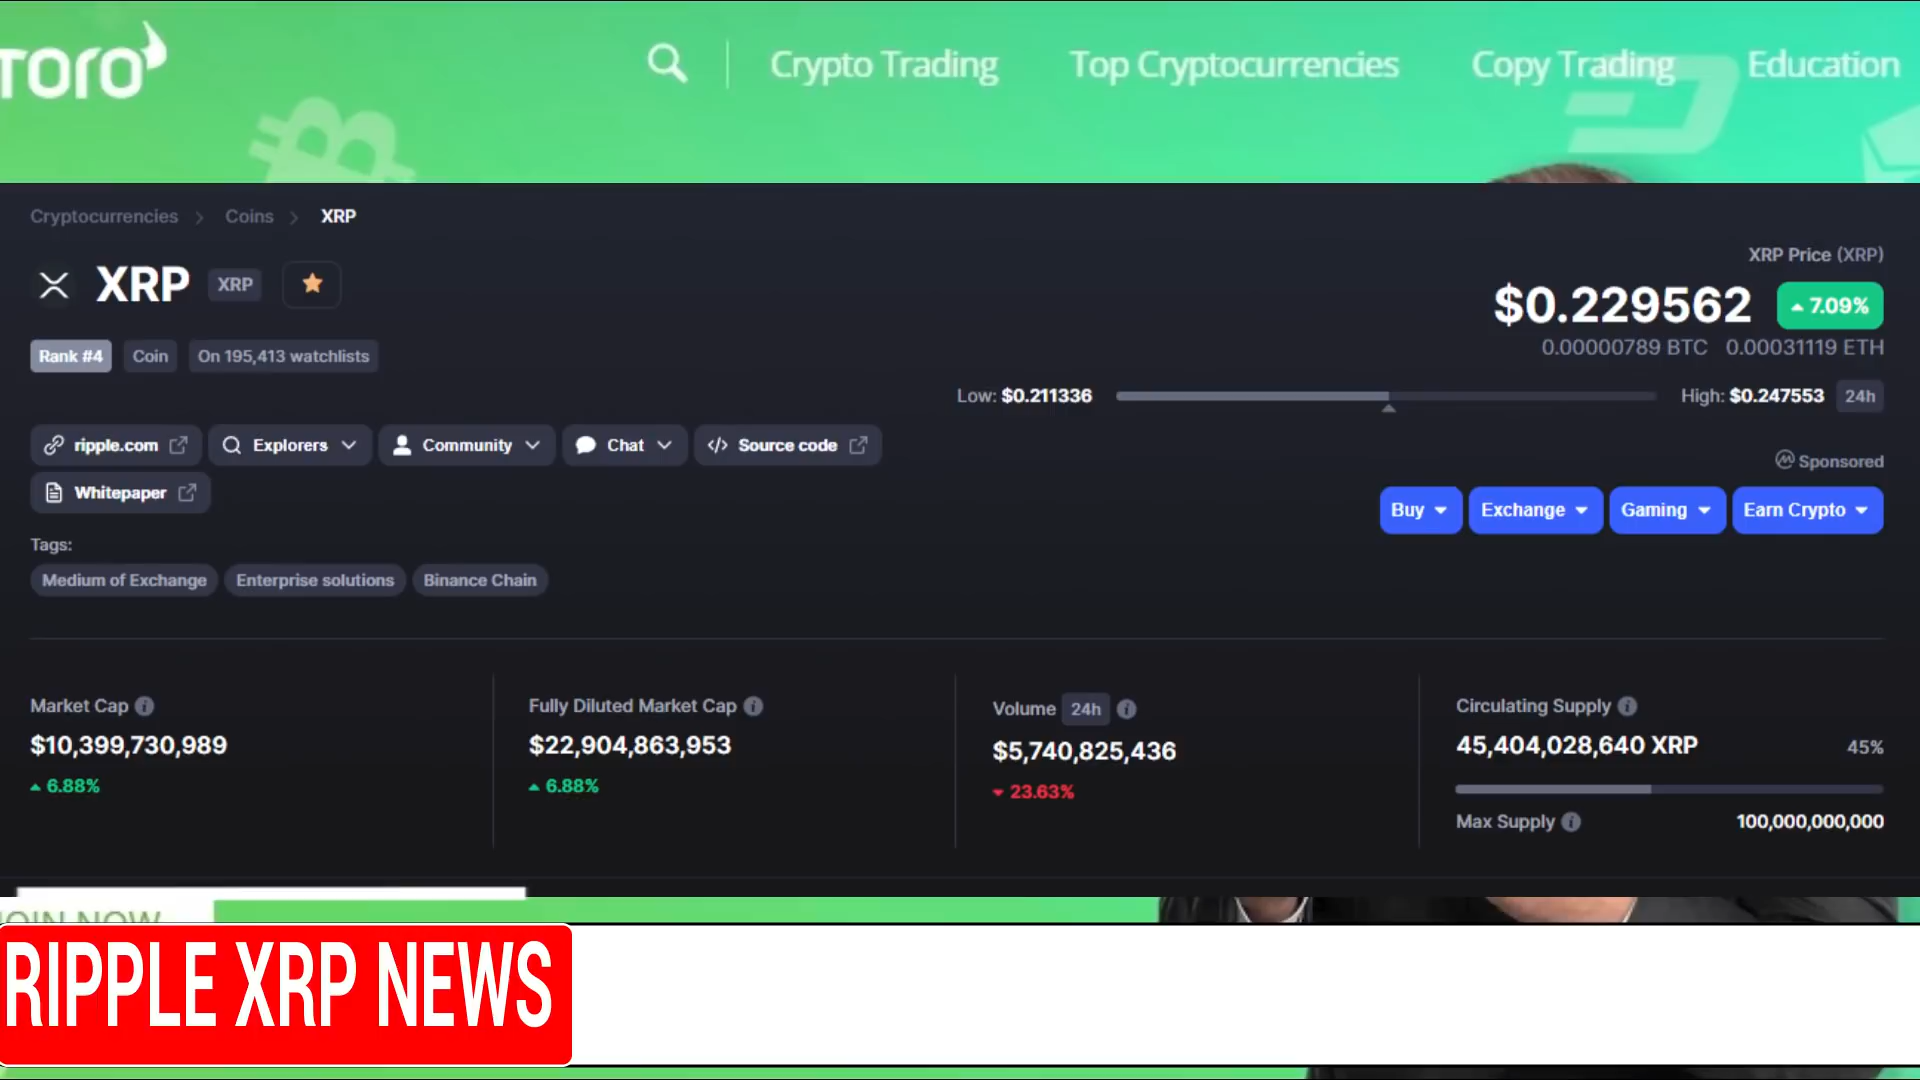 TORO
Crypto Trading
Top Cryptocurrencies
Copy Trading
Education
Cryptocurrencies
Coins
XRP
XRP
XRP
Rank #4
Coin
On 195,413 watchlists
XRP Price (XRP)
$0.229562
7.09%
0.00000789 BTC
0.00031119 ETH
Low: $0.211336
High: $0.247553
24h
ripple.com
Explorers
Community
Chat
Source code
Whitepaper
Sponsored
Buy
Exchange
Gaming
Earn Crypto
Tags:
Medium of Exchange
Enterprise solutions
Binance Chain
Market Cap
$10,399,730,989
6.88%
Fully Diluted Market Cap
$22,904,863,953
6.88%
Volume 24h
$5,740,825,436
23.63%
Circulating Supply
45,404,028,640 XRP
45%
Max Supply
100,000,000,000
JOIN NOW
RIPPLE XRP NEWS